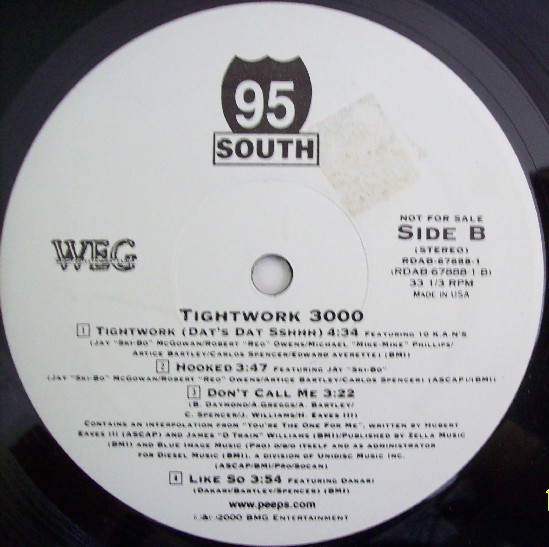 95
SOUTH
WEG
NOT FOR SALE
SIDE B
(STEREO)
RDAB-67888-1
(RDAB-67888-1-B)
33 1/3 RPM
MADE IN USA
TIGHTWORK 3000
1 TIGHTWORK (DAT'S DAT SSHHH) 4:34 FEATURING 10 K.A.N'S
(JAY "SKI-BO" MCGOWAN/ROBERT "REO" OWENS/MICHAEL "MIKE-MIKE" PHILLIPS/
ARTICE BARTLEY/CARLOS SPENCER/EDWARD AVERETTE) (BMI)
2 HOOKED 3:47 FEATURING JAY "SKI-BO"
(JAY "SKI-BO" MCGOWAN/ROBERT "REO" OWENS/ARTICE BARTLEY/CARLOS SPENCER) (ASCAP/BMI)
3 DON'T CALL ME 3:22
(B. DAYMOND/A.GREGGS/A. BARTLEY/
C. SPENCER/J. WILLIAMS/H. EAVES III)
CONTAINS AN INTERPOLATION FROM "YOU'RE THE ONE FOR ME", WRITTEN BY HUBERT
EAVES III (ASCAP) AND JAMES "D TRAIN" WILLIAMS (BMI)/PUBLISHED BY ZELLA MUSIC
(BMI) AND BLUE IMAGE MUSIC (PRO) O/B/O ITSELF AND AS ADMINISTRATOR
FOR DIESEL MUSIC (BMI), A DIVISION OF UNIDISC MUSIC INC.
(ASCAP/BMI/PRO/SOCAN)
4 LIKE SO 3:54 FEATURING DAKARI
(DAKARI/BARTLEY/SPENCER) (BMI)
www.peeps.com
2000 BMG ENTERTAINMENT